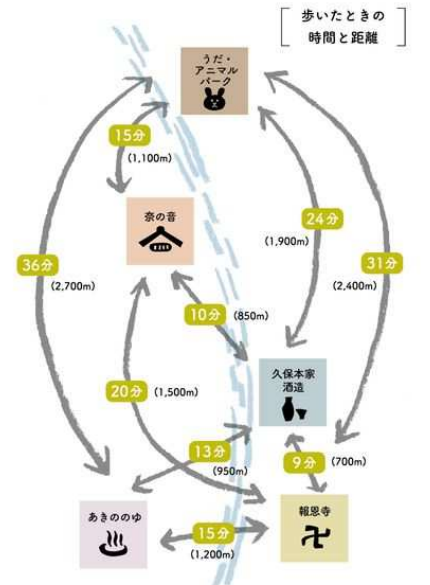 歩いたときの
時間と距離
うだ・
アニマル
パーク
15分
(1,100m)
奈の音
24分
(1,900m)
36分
(2,700m)
31分
(2,400m)
10分
(850m)
久保本家
酒造
20分
(1,500m)
13分
(950m)
9分
(700m)
あきののゆ
15分
(1,200m)
報恩寺